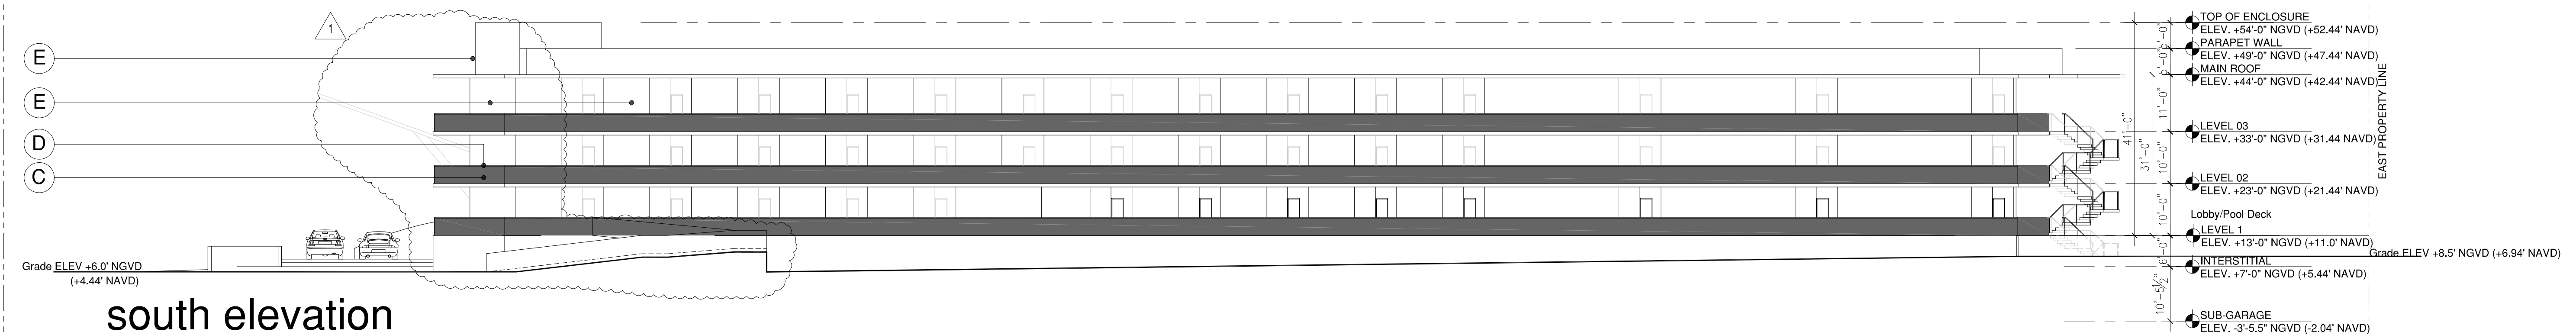 1
E
E
D
C
TOP OF ENCLOSURE
ELEV. +54'-0" NGVD (+52.44' NAVD)
PARAPET WALL
ELEV. +49'-0" NGVD (+47.44' NAVD)
MAIN ROOF
ELEV. +44'-0" NGVD (+42.44' NAVD)
LEVEL 03
ELEV. +33'-0" NGVD (+31.44 NAVD)
LEVEL 02
ELEV. +23'-0" NGVD (+21.44' NAVD)
Lobby/Pool Deck
LEVEL 1
ELEV. +13'-0" NGVD (+11.0') NAVD)
INTERSTITIAL
ELEV. +7'-0" NGVD (+5.44' NAVD)
SUB-GARAGE
ELEV. -3'-5.5" NGVD (-2.04' NAVD)
41'-0"
31'-0"
11'-0"
10'-0"
10'-0"
6'-0"
10'-5½"
EAST PROPERTY LINE
Grade ELEV +8.5' NGVD (+6.94' NAVD)
Grade ELEV +6.0' NGVD
(+4.44' NAVD)
south elevation